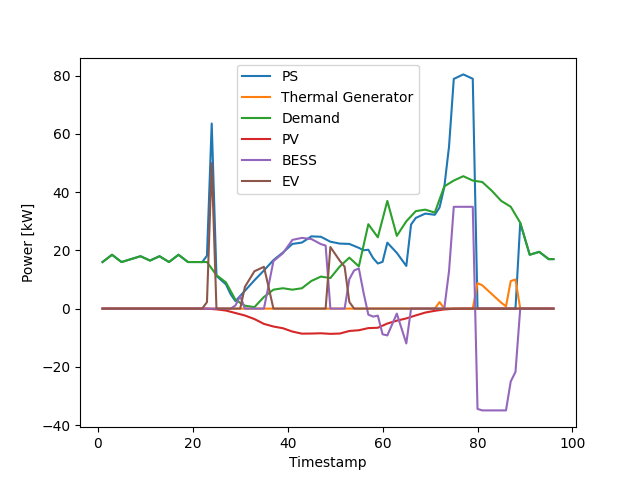 PS
Thermal Generator
Demand
PV
BESS
EV
Power [kW]
80
60
40
20
0
−20
−40
0 20 40 60 80 100
Timestamp